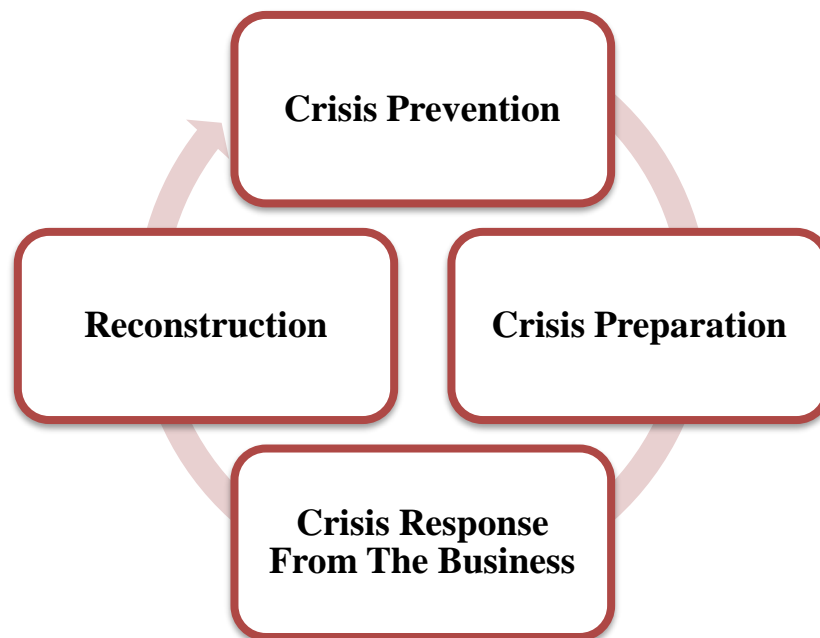 Crisis Prevention
Reconstruction
Crisis Preparation
Crisis Response
From The Business